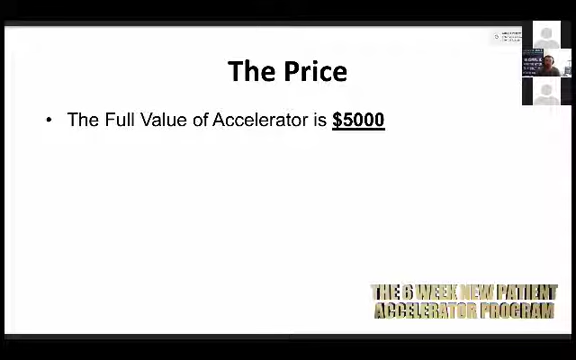 The Price
• The Full Value of Accelerator is $5000
THE 6 WEEK NEW PATIENT
ACCELERATOR PROGRAM